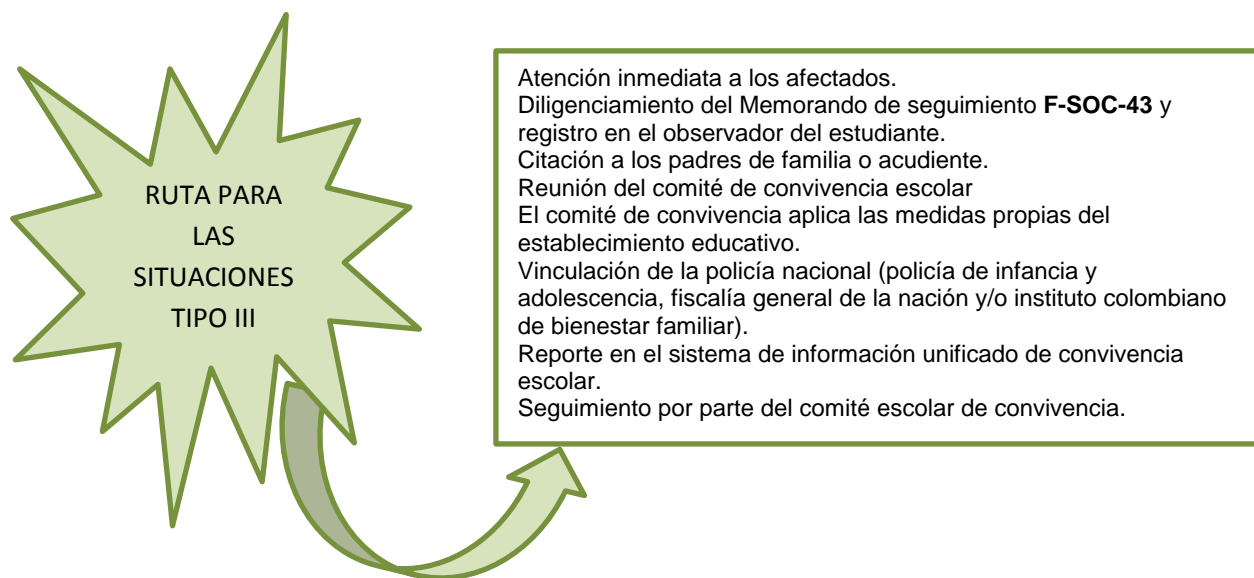 RUTA PARA
LAS
SITUACIONES
TIPO III
Atención inmediata a los afectados.
Diligenciamiento del Memorando de seguimiento F-SOC-43 y
registro en el observador del estudiante.
Citación a los padres de familia o acudiente.
Reunión del comité de convivencia escolar
El comité de convivencia aplica las medidas propias del
establecimiento educativo.
Vinculación de la policía nacional (policía de infancia y
adolescencia, fiscalía general de la nación y/o instituto colombiano
de bienestar familiar).
Reporte en el sistema de información unificado de convivencia
escolar.
Seguimiento por parte del comité escolar de convivencia.